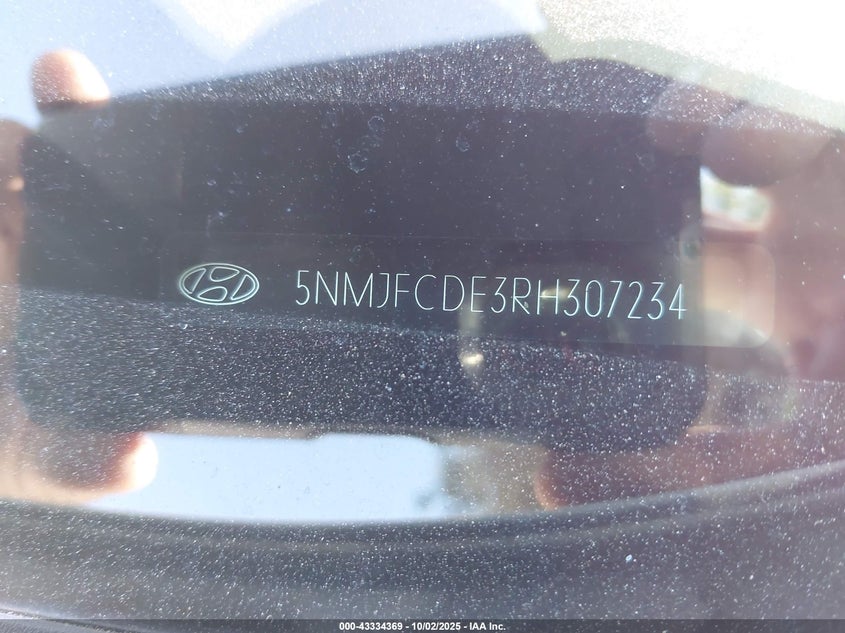 5NMJFCDE3RH307234
000-43334369 - 10/02/2025 - IAA Inc.